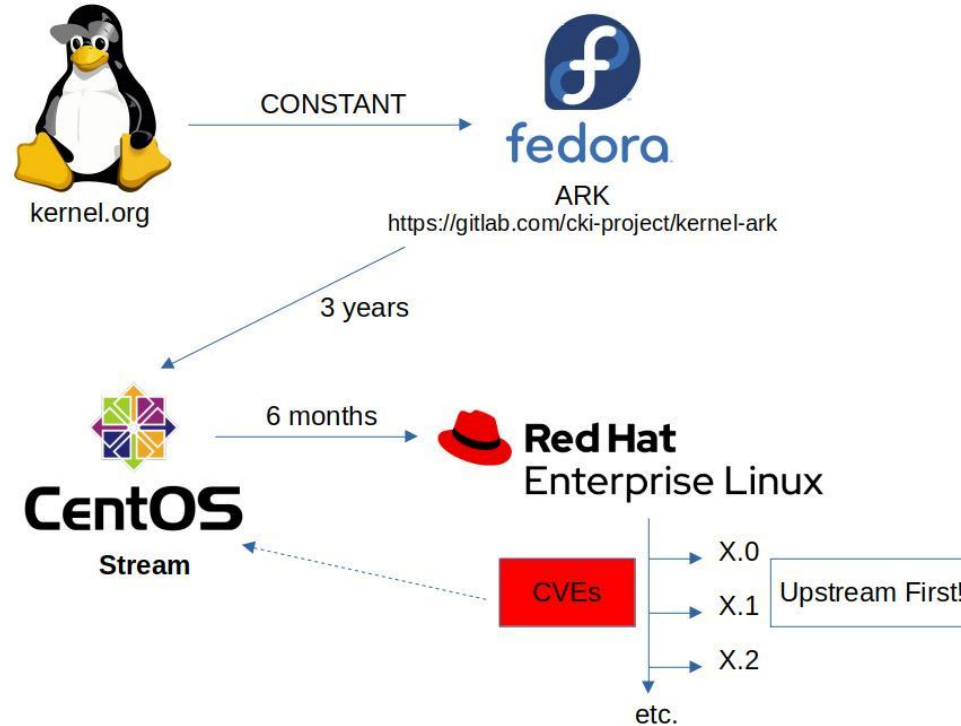 CONSTANT
fedora
kernel.org
ARK
https://gitlab.com/cki-project/kernel-ark
3 years
6 months
Red Hat
Enterprise Linux
CentOS
Stream
CVEs
X.0
X.1
X.2
etc.
Upstream First!